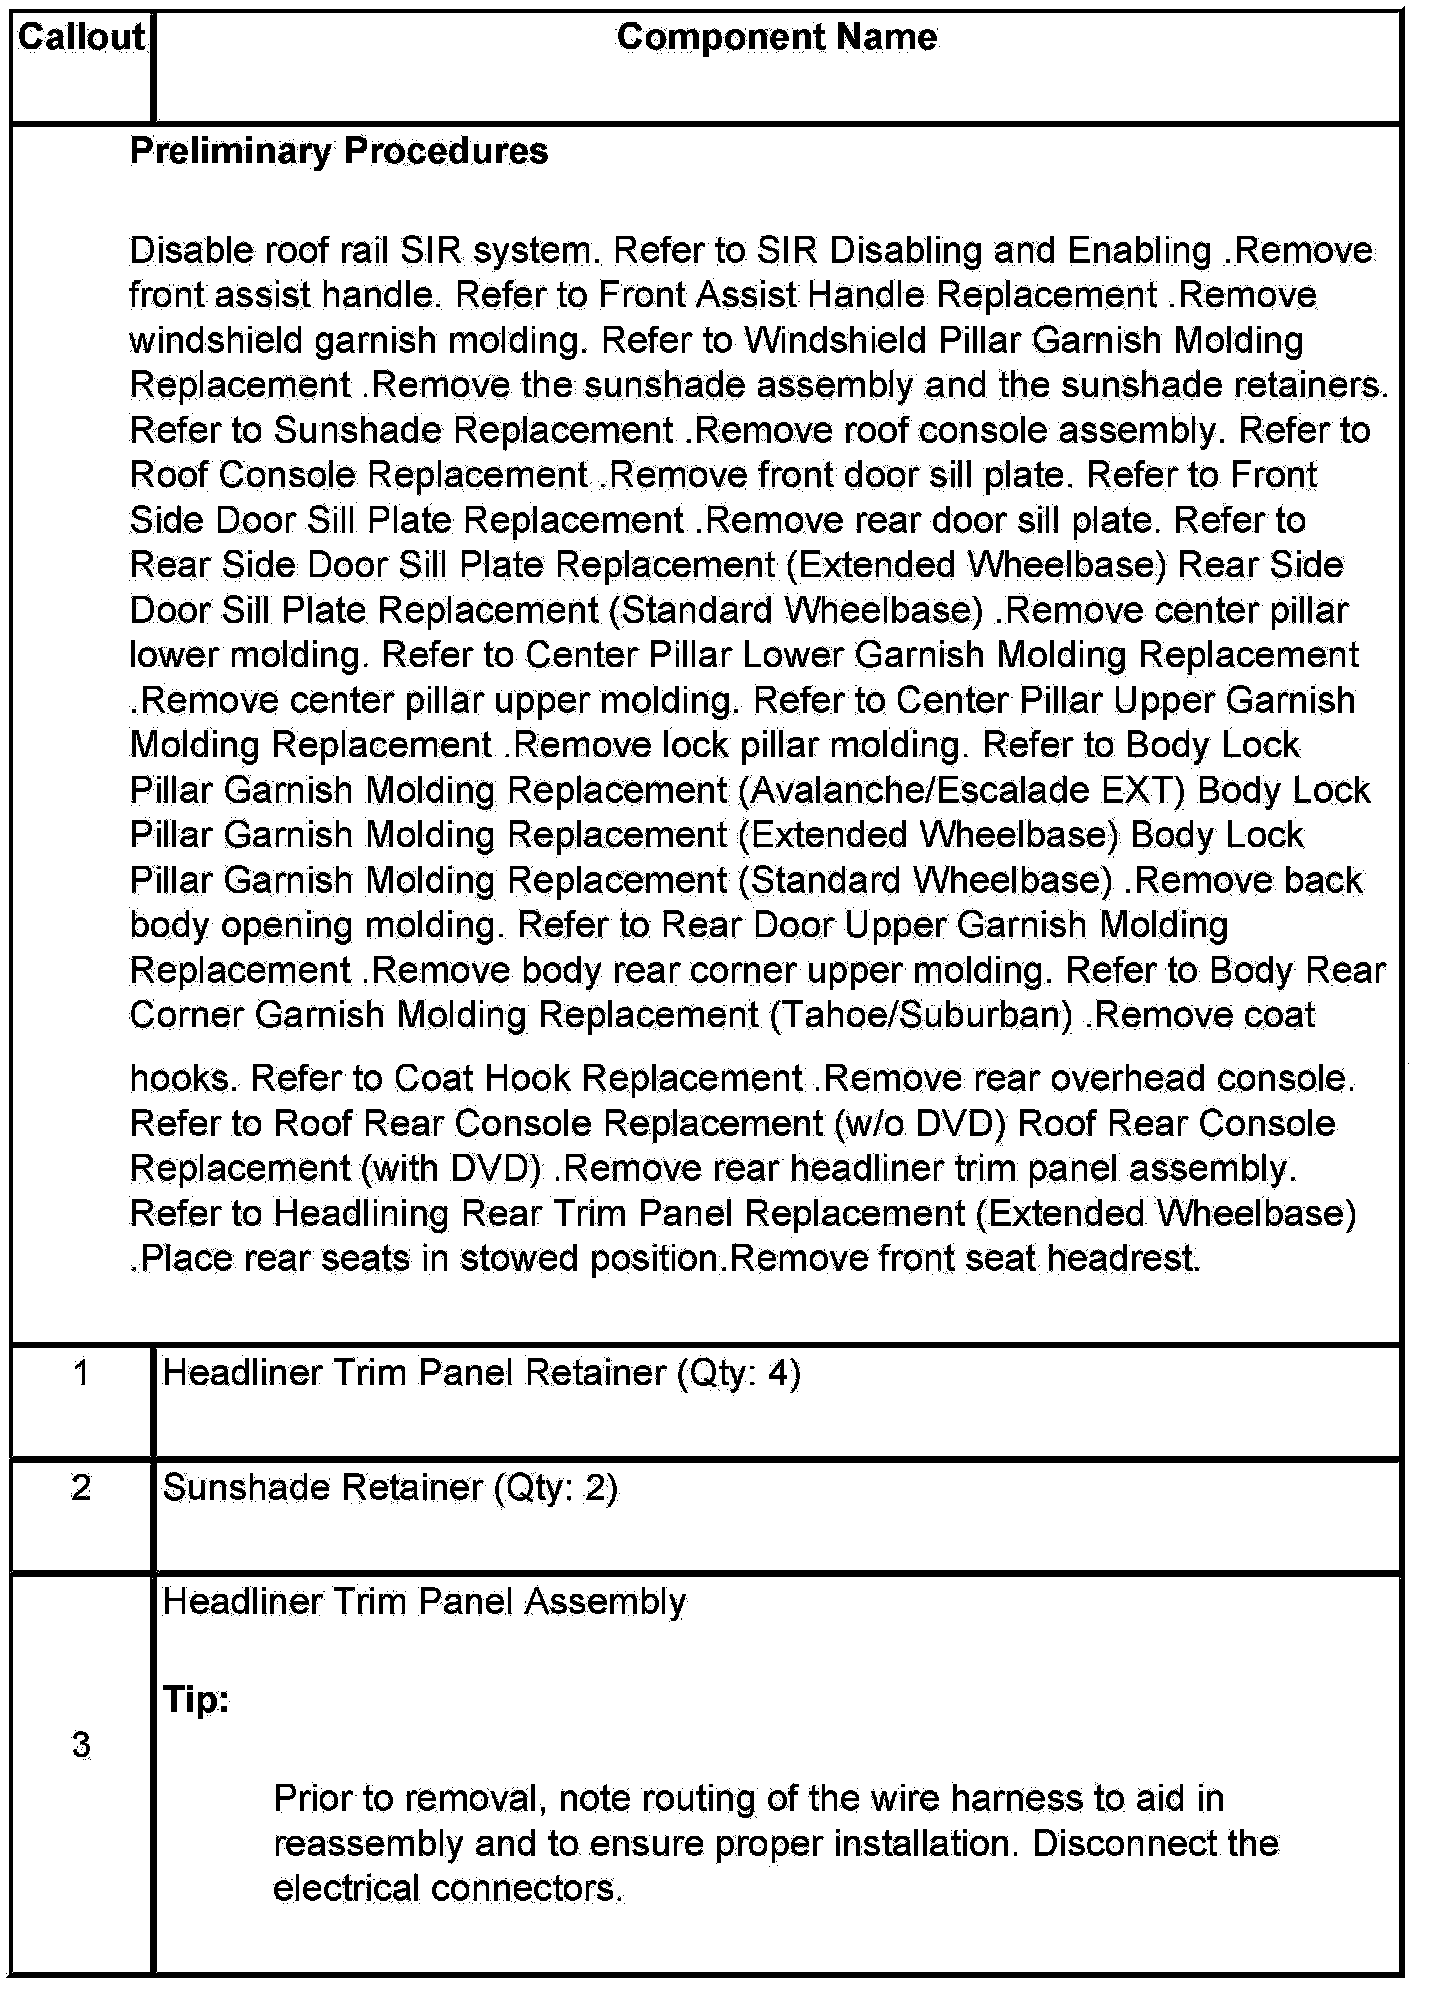 Callout
Component Name
Preliminary Procedures
Disable roof rail SIR system. Refer to SIR Disabling and Enabling .Remove
front assist handle. Refer to Front Assist Handle Replacement .Remove
windshield garnish molding. Refer to Windshield Pillar Garnish Molding
Replacement .Remove the sunshade assembly and the sunshade retainers.
Refer to Sunshade Replacement .Remove roof console assembly. Refer to
Roof Console Replacement .Remove front door sill plate. Refer to Front
Side Door Sill Plate Replacement .Remove rear door sill plate. Refer to
Rear Side Door Sill Plate Replacement (Extended Wheelbase) Rear Side
Door Sill Plate Replacement (Standard Wheelbase) .Remove center pillar
lower molding. Refer to Center Pillar Lower Garnish Molding Replacement
.Remove center pillar upper molding. Refer to Center Pillar Upper Garnish
Molding Replacement .Remove lock pillar molding. Refer to Body Lock
Pillar Garnish Molding Replacement (Avalanche/Escalade EXT) Body Lock
Pillar Garnish Molding Replacement (Extended Wheelbase) Body Lock
Pillar Garnish Molding Replacement (Standard Wheelbase) .Remove back
body opening molding. Refer to Rear Door Upper Garnish Molding
Replacement .Remove body rear corner upper molding. Refer to Body Rear
Corner Garnish Molding Replacement (Tahoe/Suburban) .Remove coat
hooks. Refer to Coat Hook Replacement .Remove rear overhead console.
Refer to Roof Rear Console Replacement (w/o DVD) Roof Rear Console
Replacement (with DVD) .Remove rear headliner trim panel assembly.
Refer to Headlining Rear Trim Panel Replacement (Extended Wheelbase)
.Place rear seats in stowed position.Remove front seat headrest.
1
Headliner Trim Panel Retainer (Qty: 4)
2
Sunshade Retainer (Qty: 2)
3
Headliner Trim Panel Assembly
Tip:
Prior to removal, note routing of the wire harness to aid in
reassembly and to ensure proper installation. Disconnect the
electrical connectors.